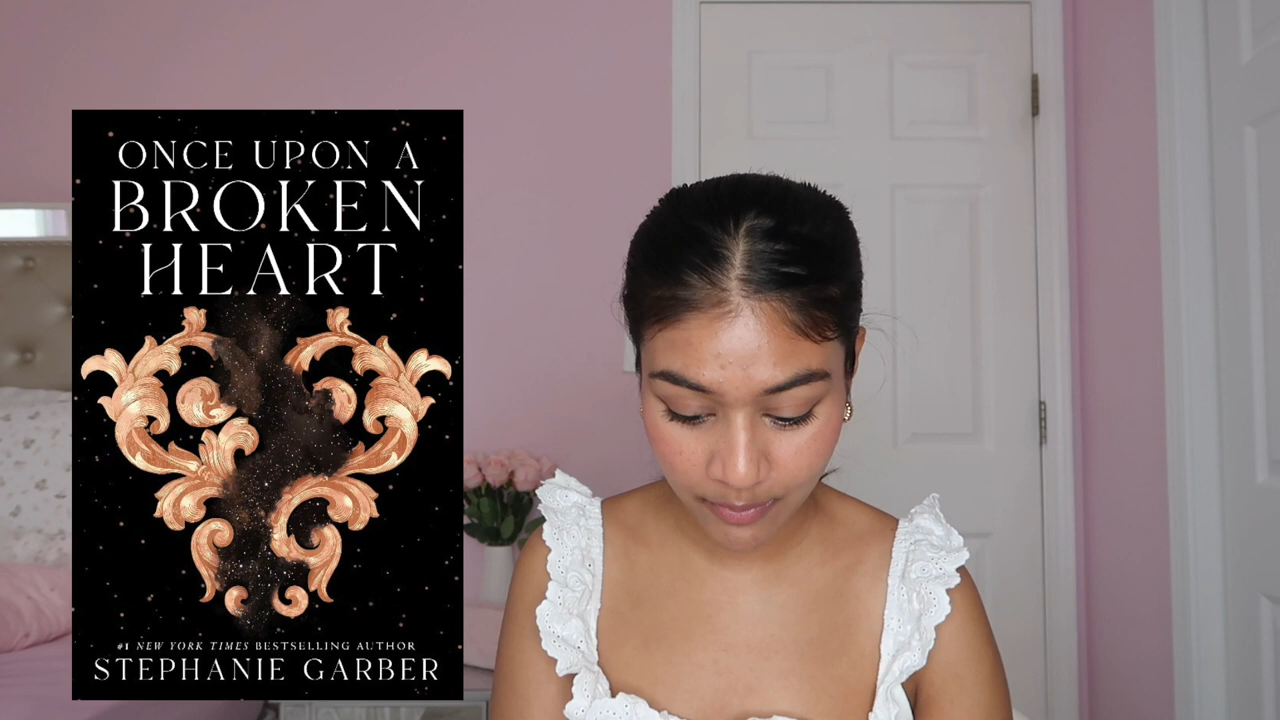 ONCE UPON A
BROKEN
HEART
#1 NEW YORK TIMES BESTSELLING AUTHOR
STEPHANIE GARBER